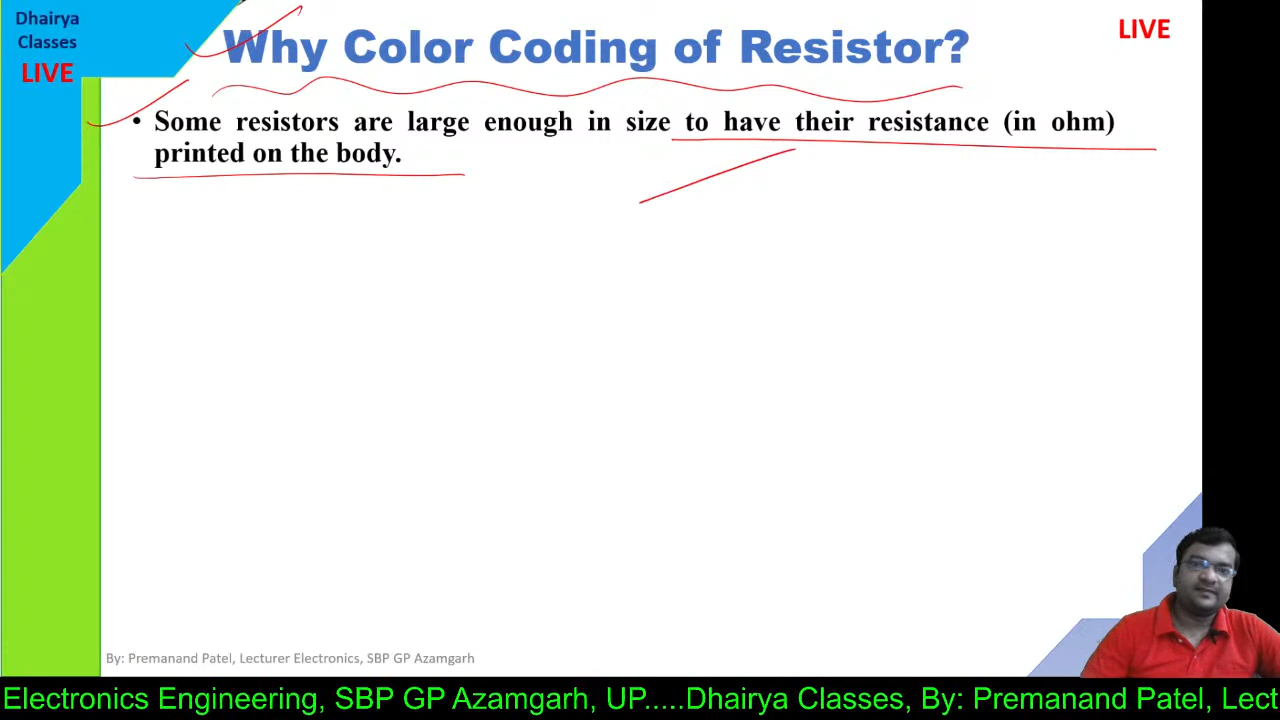 Dhairya
Classes
LIVE
Why Color Coding of Resistor?
LIVE
• Some resistors are large enough in size to have their resistance (in ohm)
printed on the body.
By: Premanand Patel, Lecturer Electronics, SBP GP Azamgarh
Electronics Engineering, SBP GP Azamgarh, UP.....Dhairya Classes, By: Premanand Patel, Lect